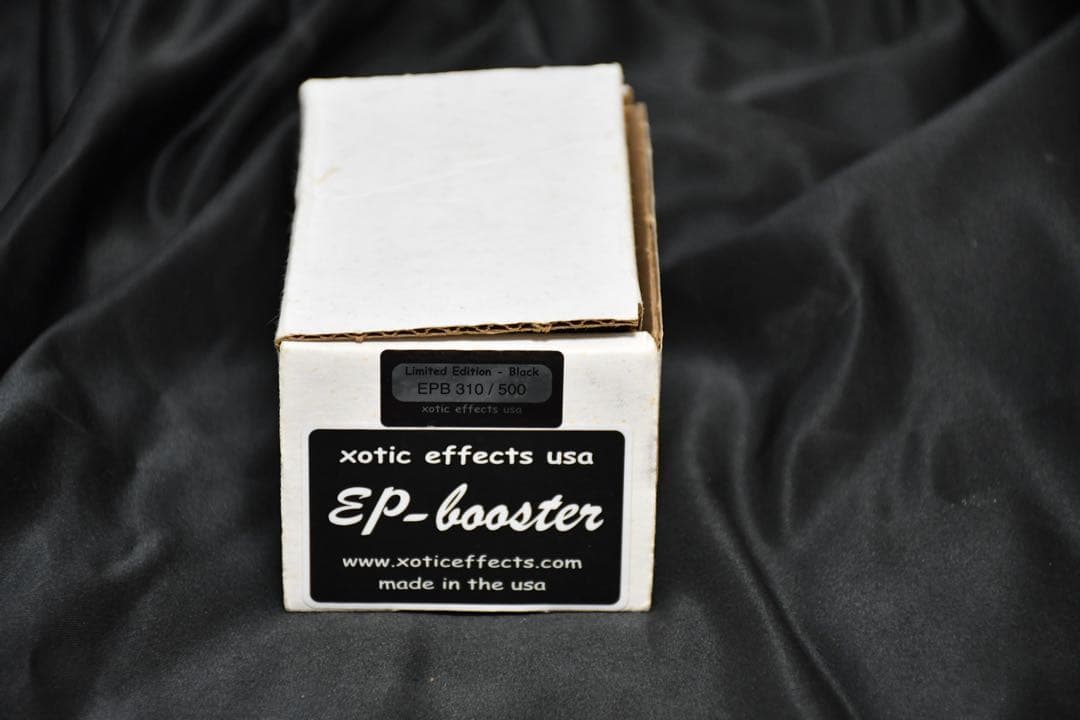 Limited Edition - Black
EPB 310 / 500
xotic effects usa
xotic effects usa
EP-booster
www.xoticeffects.com
made in the usa